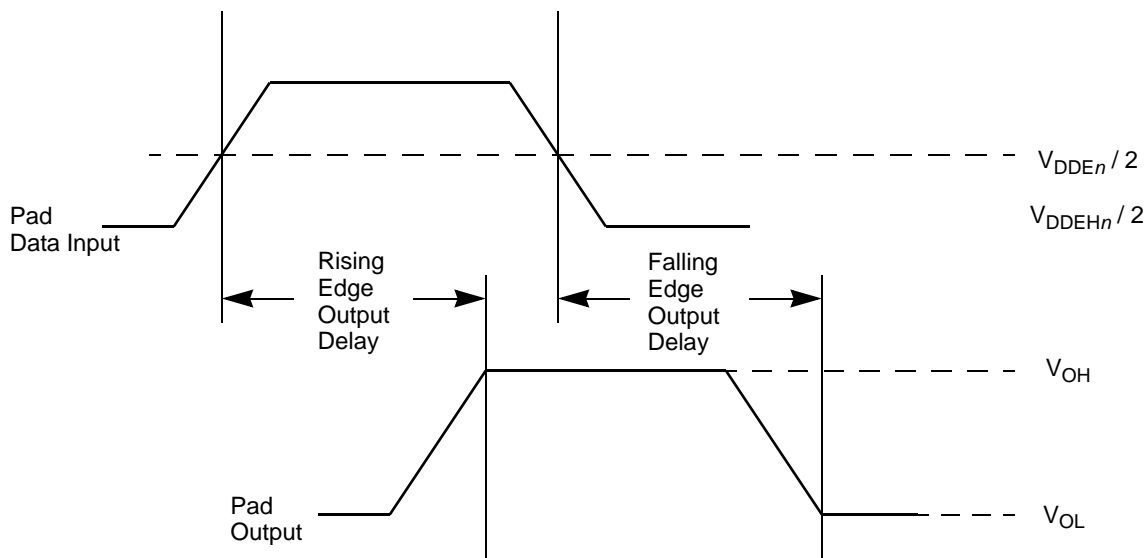 V_DDEn / 2
Pad
Data Input
V_DDEHn / 2
Rising
Edge
Output
Delay
Falling
Edge
Output
Delay
V_OH
Pad
Output
V_OL